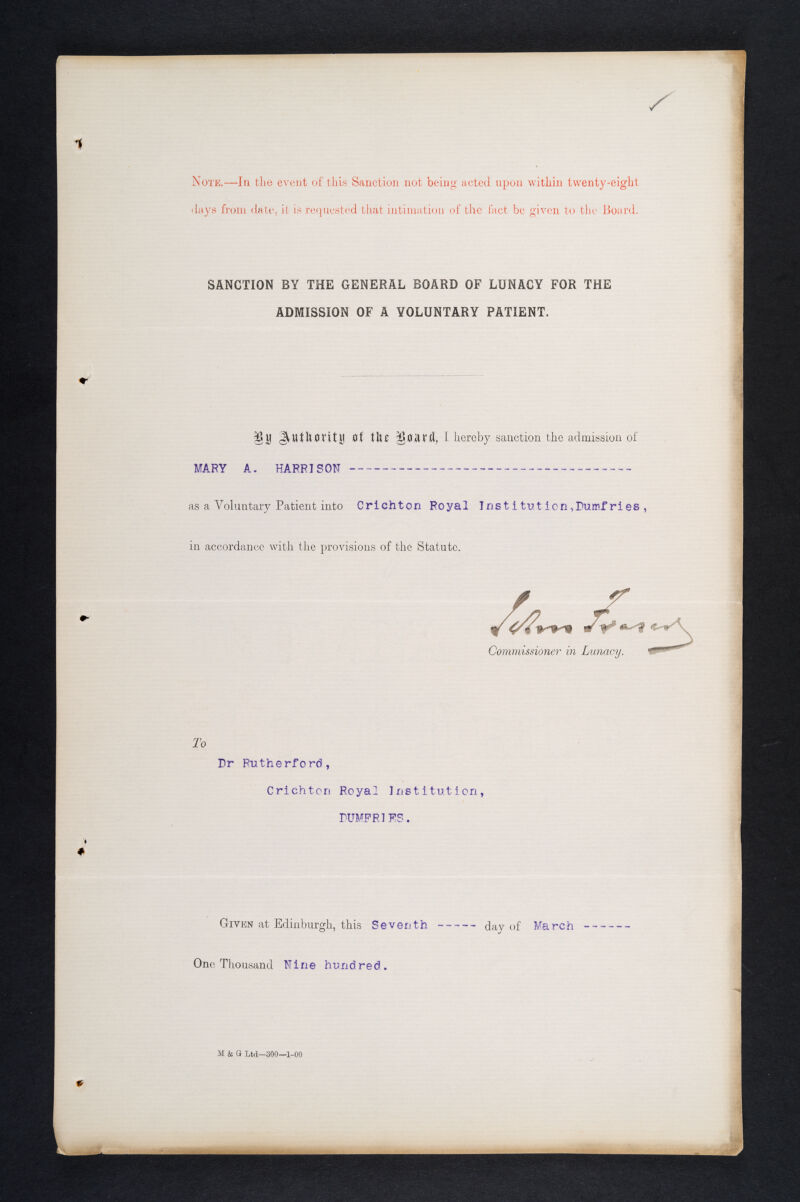 NOTE.—In the event of this Sanction not being acted upon within twenty-eight
days from date, it is requested that intimation of the fact be given to the Board.
SANCTION BY THE GENERAL BOARD OF LUNACY FOR THE
ADMISSION OF A VOLUNTARY PATIENT.
By Authority of the Board, I hereby sanction the admission of
MARY A. HARRISON -----------------------------------
as a Voluntary Patient into Crichton Royal Institution,Dumfries,
in accordance with the provisions of the Statute.
John Fraser
Commissioner in Lunacy.
To
Dr Rutherford,
Crichton Royal Institution,
DUMFRIES.
GIVEN at Edinburgh, this Seventh ----- day of March ------
One Thousand Nine hundred.
M & G Ltd—300—1-00